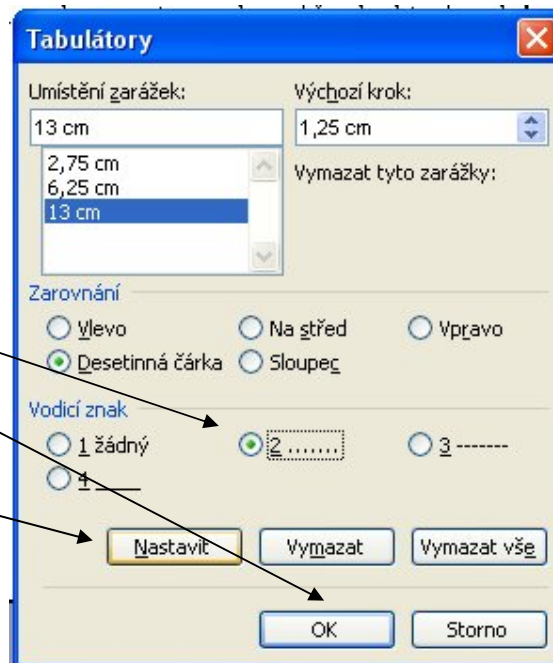 Tabulátory
Umístění zarážek:
Výchozí krok:
13 cm
1,25 cm
2,75 cm
6,25 cm
13 cm
Vymazat tyto zarážky:
Zarovnání
Vlevo
Na střed
Vpravo
Desetinná čárka
Sloupec
Vodicí znak
1 žádný
2 .......
3 -------
4 ____
Nastavit
Vymazat
Vymazat vše
OK
Storno